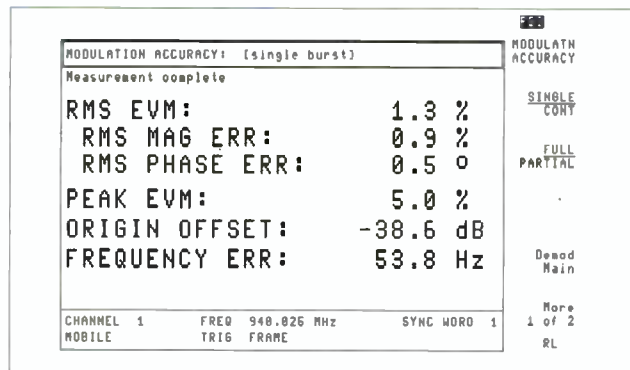 MODULATION ACCURACY: [single burst]
Measurement complete
RMS EVM: 1.3 %
RMS MAG ERR: 0.9 %
RMS PHASE ERR: 0.5 °
PEAK EVM: 5.0 %
ORIGIN OFFSET: -38.6 dB
FREQUENCY ERR: 53.8 Hz
CHANNEL 1 FREQ 940.026 MHz SYNC WORD 1
MOBILE TRIG FRAME
MODULATN
ACCURACY
SINGLE
CONT
FULL
PARTIAL
Demod
Main
More
1 of 2
RL